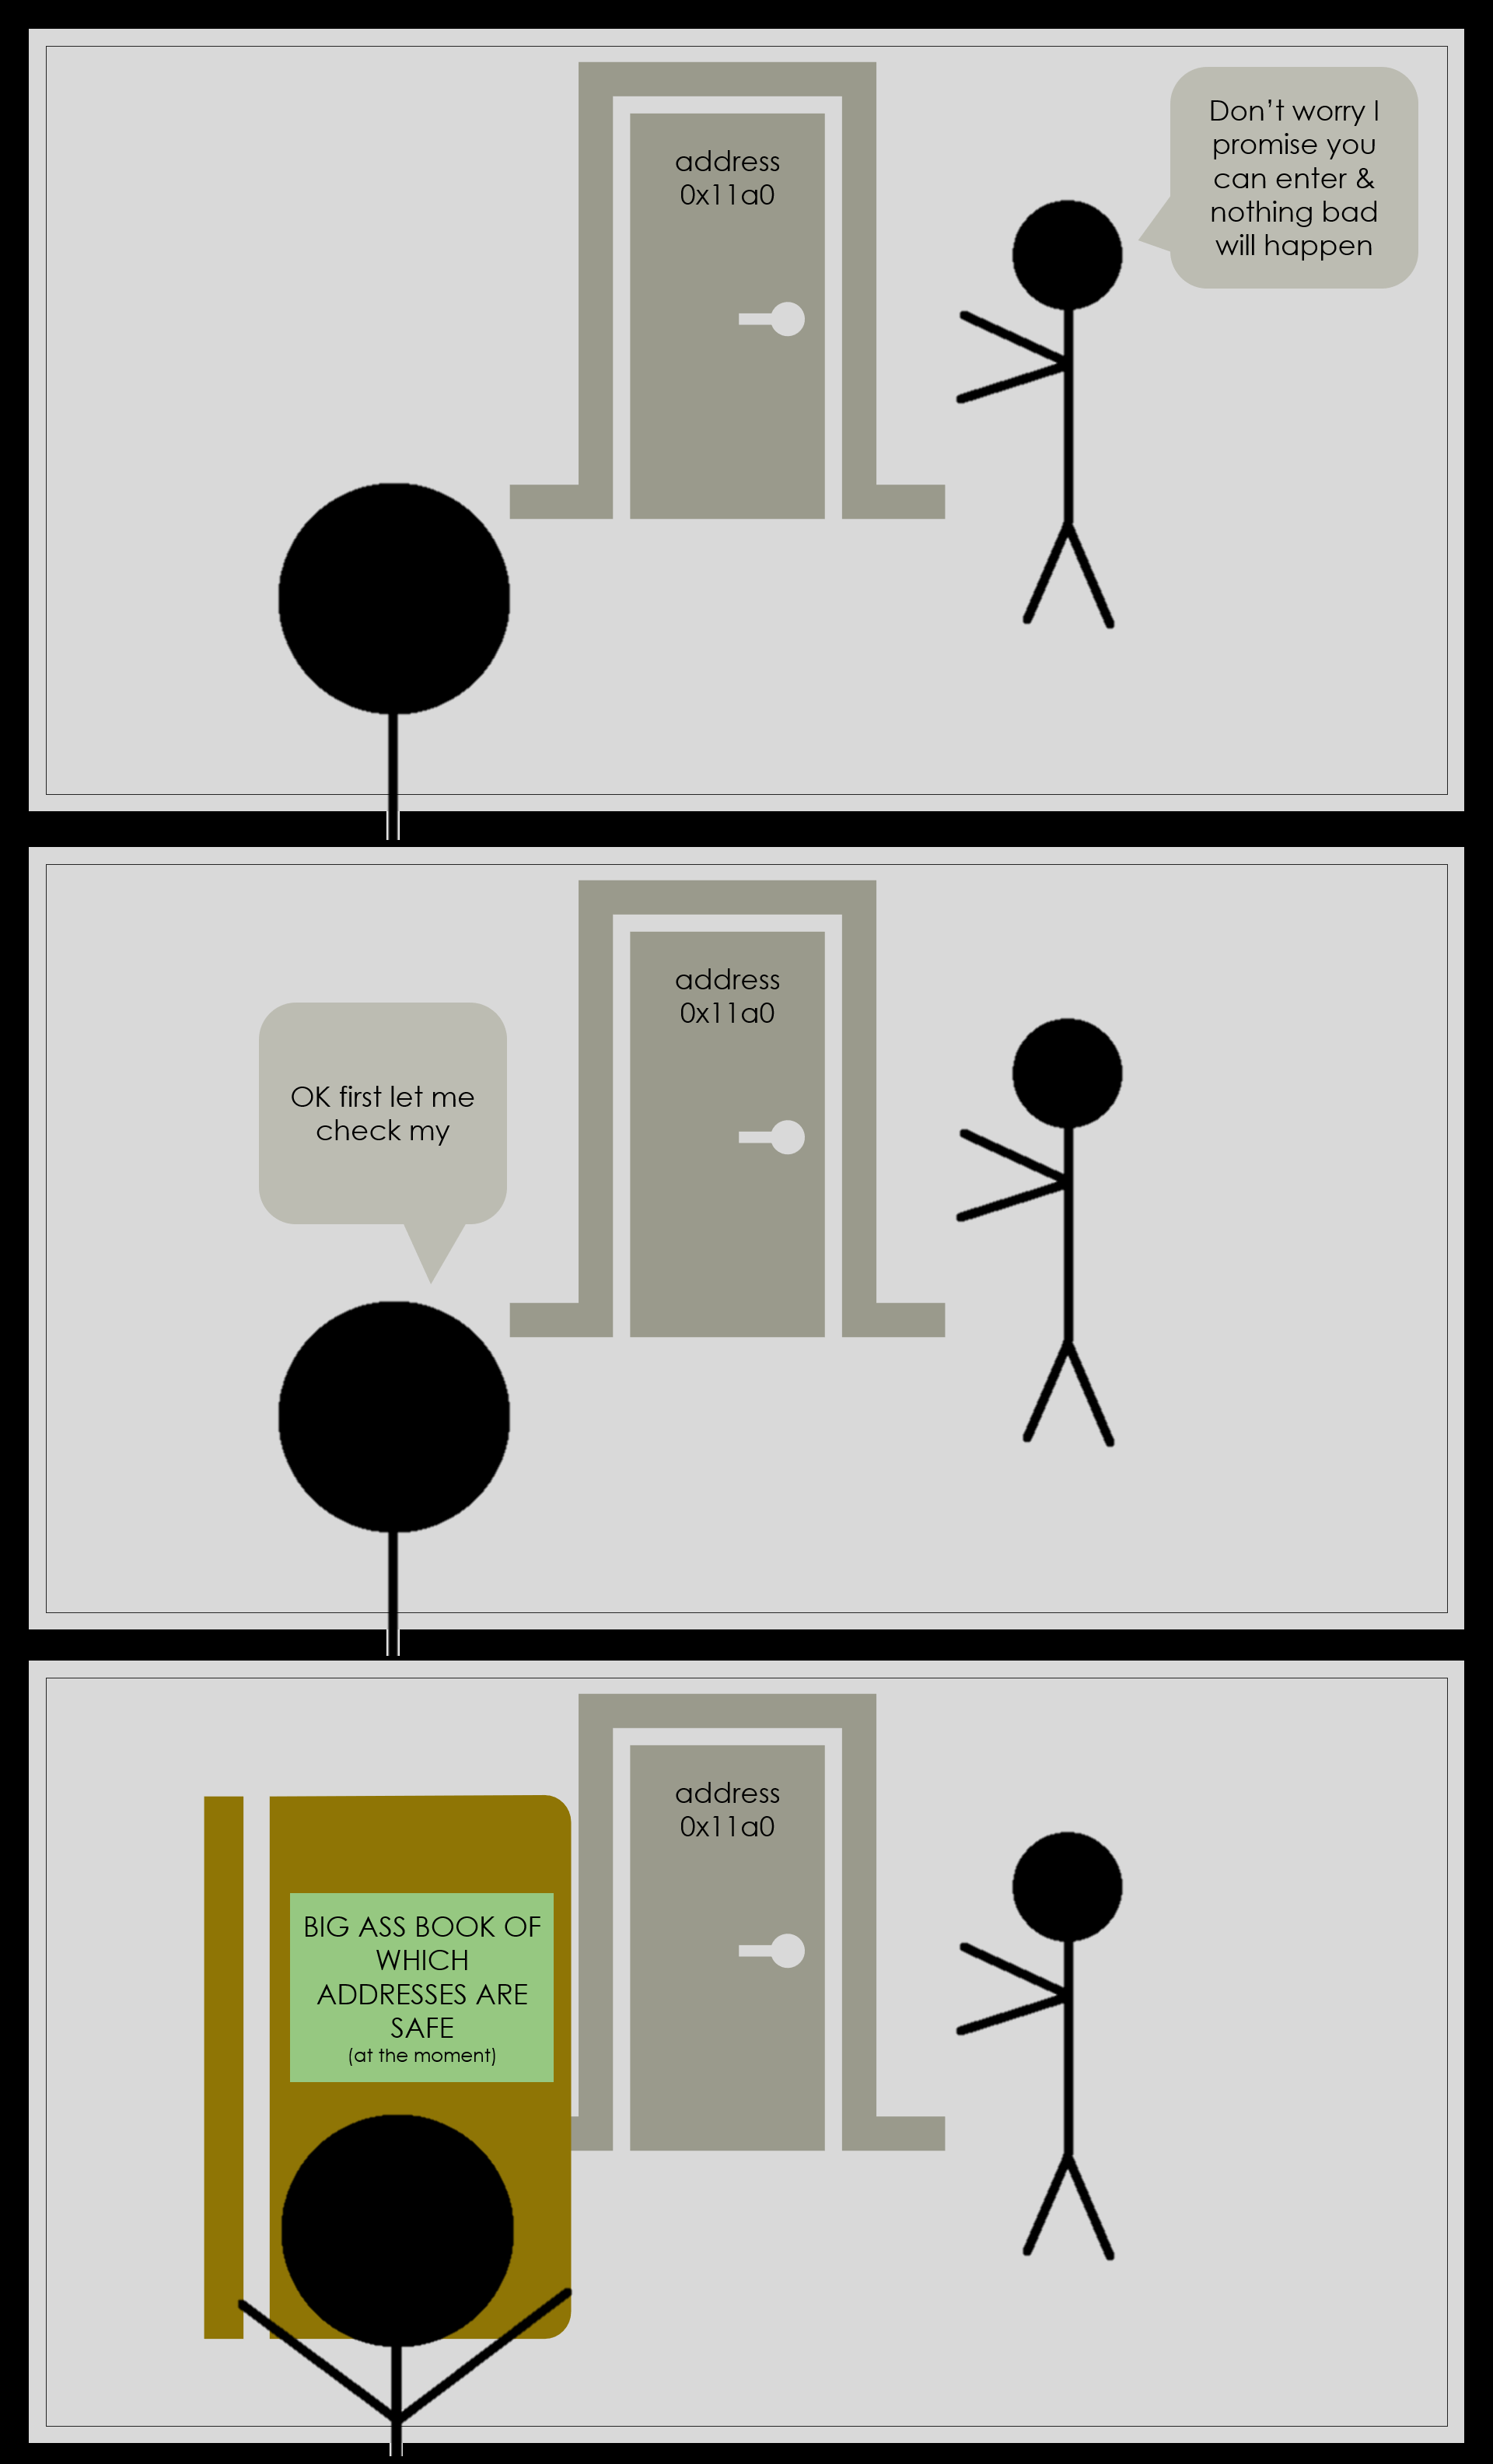 Don't worry I
promise you
can enter &
nothing bad
will happen
address
0x11a0
address
0x11a0
OK first let me
check my
address
0x11a0
BIG ASS BOOK OF
WHICH
ADDRESSES ARE
SAFE
(at the moment)